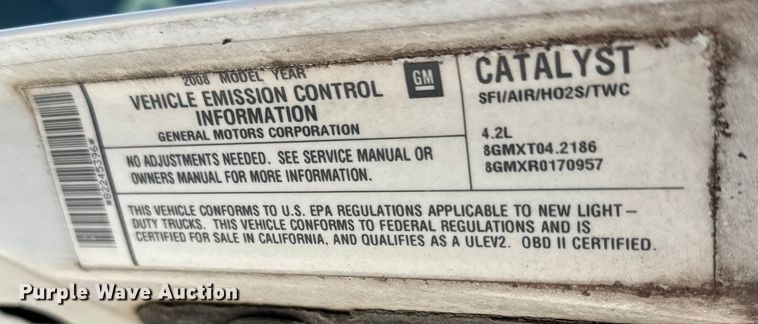 2008 MODEL YEAR
VEHICLE EMISSION CONTROL
INFORMATION
GENERAL MOTORS CORPORATION
GM
CATALYST
SFI/AIR/HO2S/TWC
4.2L
8GMXT04.2186
8GMXR0170957
NO ADJUSTMENTS NEEDED. SEE SERVICE MANUAL OR
OWNERS MANUAL FOR MORE INFORMATION.
THIS VEHICLE CONFORMS TO U.S. EPA REGULATIONS APPLICABLE TO NEW LIGHT-
DUTY TRUCKS. THIS VEHICLE CONFORMS TO FEDERAL REGULATIONS AND IS
CERTIFIED FOR SALE IN CALIFORNIA, AND QUALIFIES AS A ULEV2. OBD II CERTIFIED.
#82245396#
Purple Wave Auction